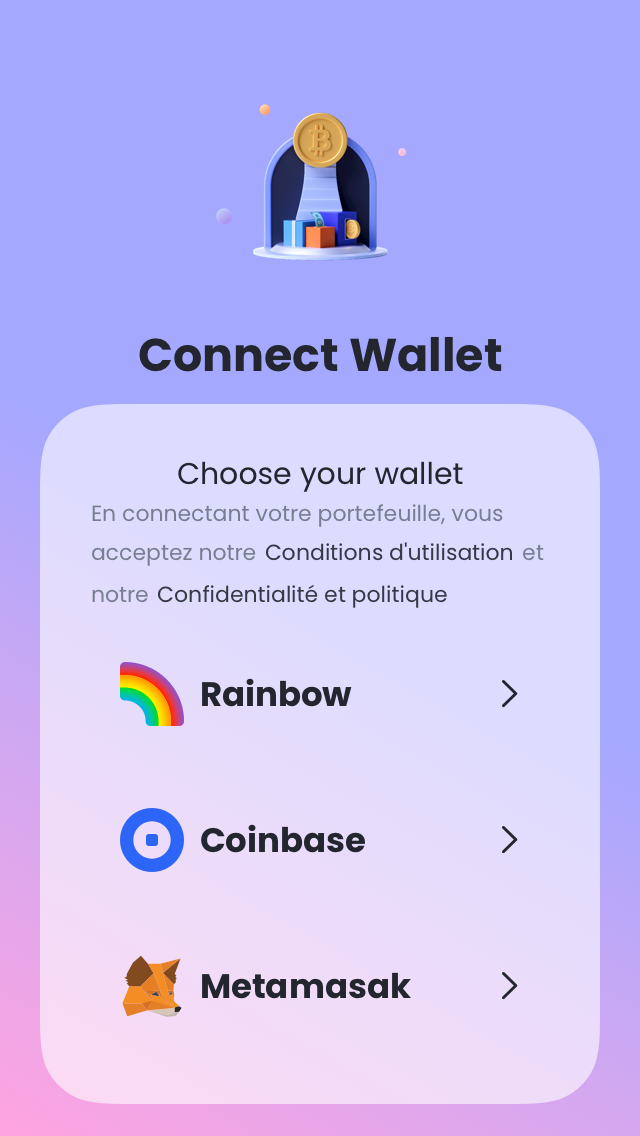 Connect Wallet
Choose your wallet
En connectant votre portefeuille, vous
acceptez notre Conditions d'utilisation et
notre Confidentialité et politique
Rainbow
Coinbase
Metamasak